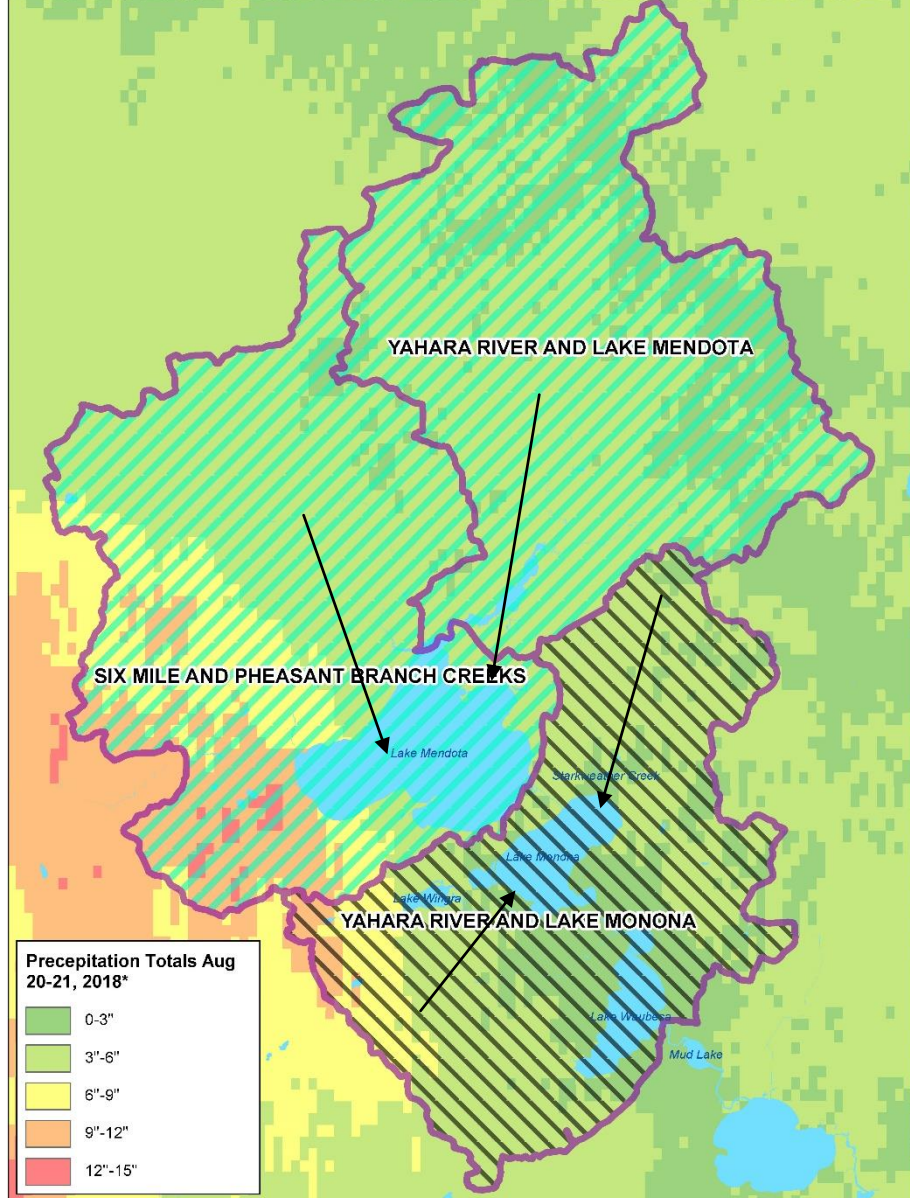 YAHARA RIVER AND LAKE MENDOTA
SIX MILE AND PHEASANT BRANCH CREEKS
Lake Mendota
Starkweather Creek
Lake Monona
Lake Wingra
YAHARA RIVER AND LAKE MONONA
Lake Waubesa
Mud Lake
Precepitation Totals Aug
20-21, 2018*
0-3"
3"-6"
6"-9"
9"-12"
12"-15"